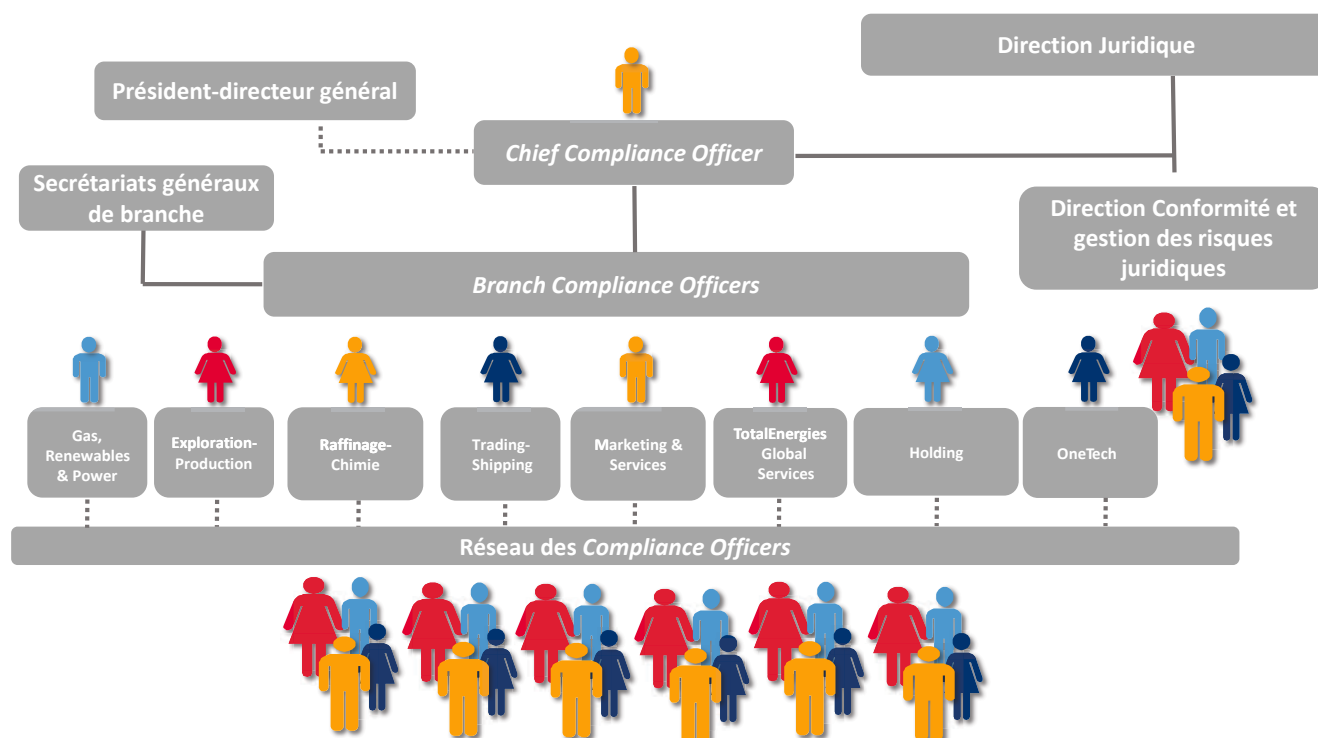 Direction Juridique
Président-directeur général
Chief Compliance Officer
Secrétariats généraux
de branche
Direction Conformité et
gestion des risques
juridiques
Branch Compliance Officers
Gas,
Renewables
& Power
Exploration-
Production
Raffinage-
Chimie
Trading-
Shipping
Marketing &
Services
TotalEnergies
Global
Services
Holding
OneTech
Réseau des Compliance Officers